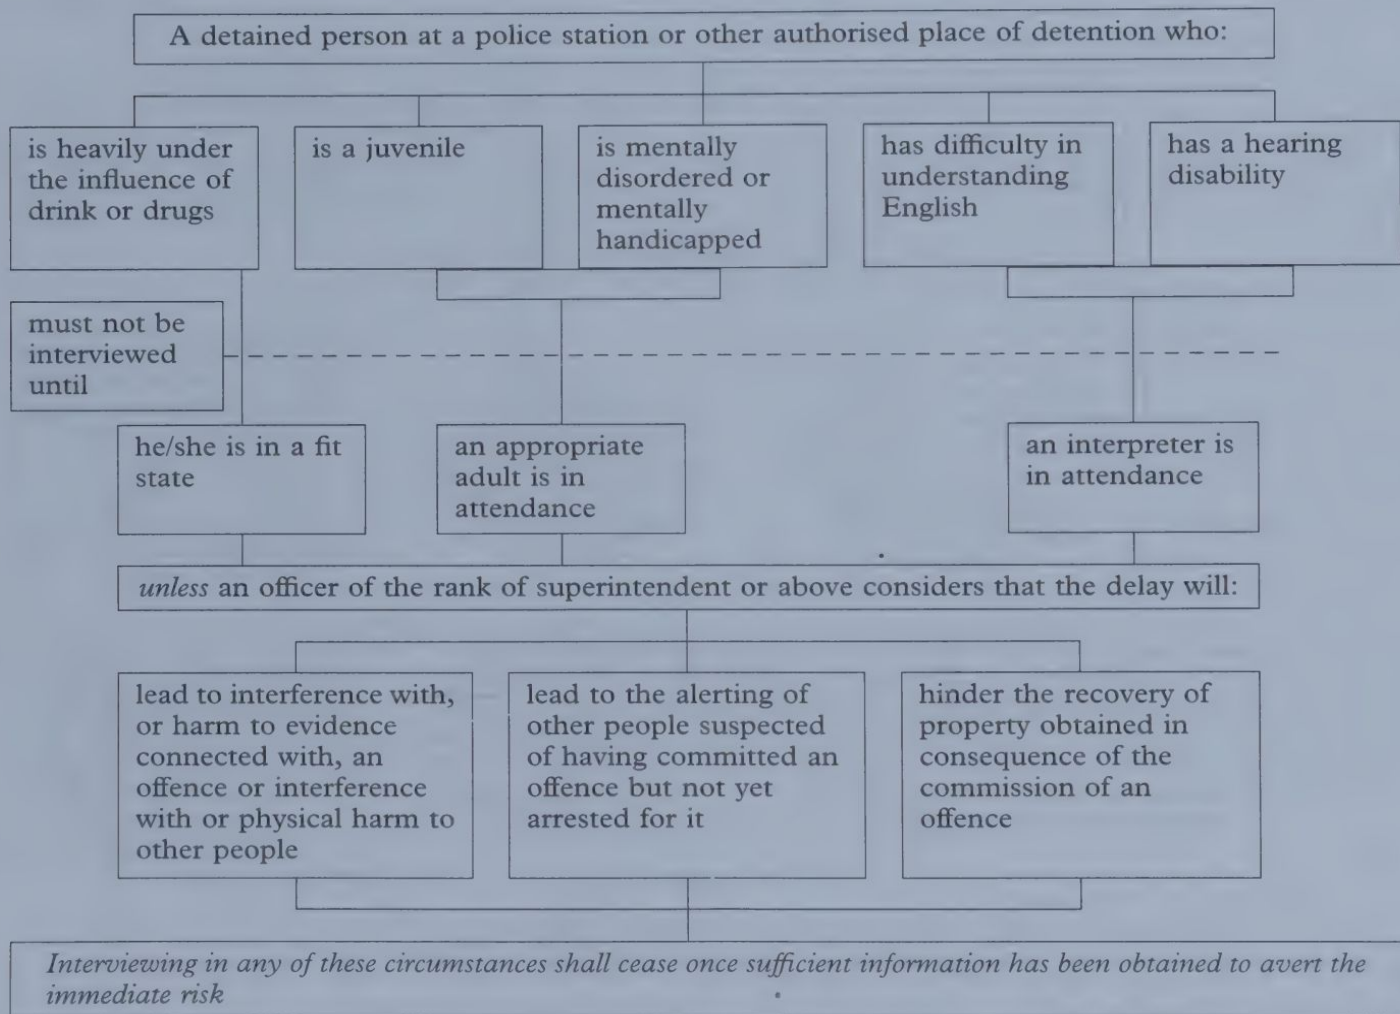 A detained person at a police station or other authorised place of detention who:
is heavily under
the influence of
drink or drugs
is a juvenile
is mentally
disordered or
mentally
handicapped
has difficulty in
understanding
English
has a hearing
disability
must not be
interviewed
until
he/she is in a fit
state
an appropriate
adult is in
attendance
an interpreter is
in attendance
unless an officer of the rank of superintendent or above considers that the delay will:
lead to interference with,
or harm to evidence
connected with, an
offence or interference
with or physical harm to
other people
lead to the alerting of
other people suspected
of having committed an
offence but not yet
arrested for it
hinder the recovery of
property obtained in
consequence of the
commission of an
offence
Interviewing in any of these circumstances shall cease once sufficient information has been obtained to avert the
immediate risk